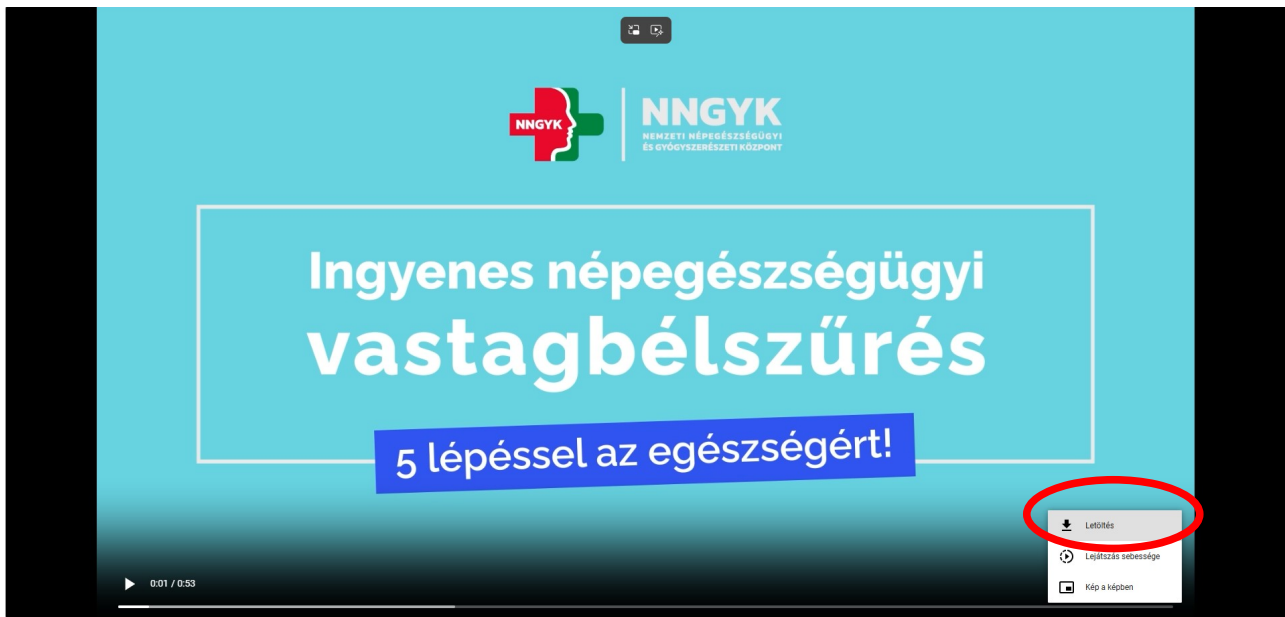 NNGYK
NNGYK
NEMZETI NÉPEGÉSZSÉGÜGYI
ÉS GYÓGYSZERÉSZETI KÖZPONT
Ingyenes népegészségügyi
vastagbélszűrés
5 lépéssel az egészségért!
Letöltés
Lejátszás sebessége
Kép a képben
0:01 / 0:53